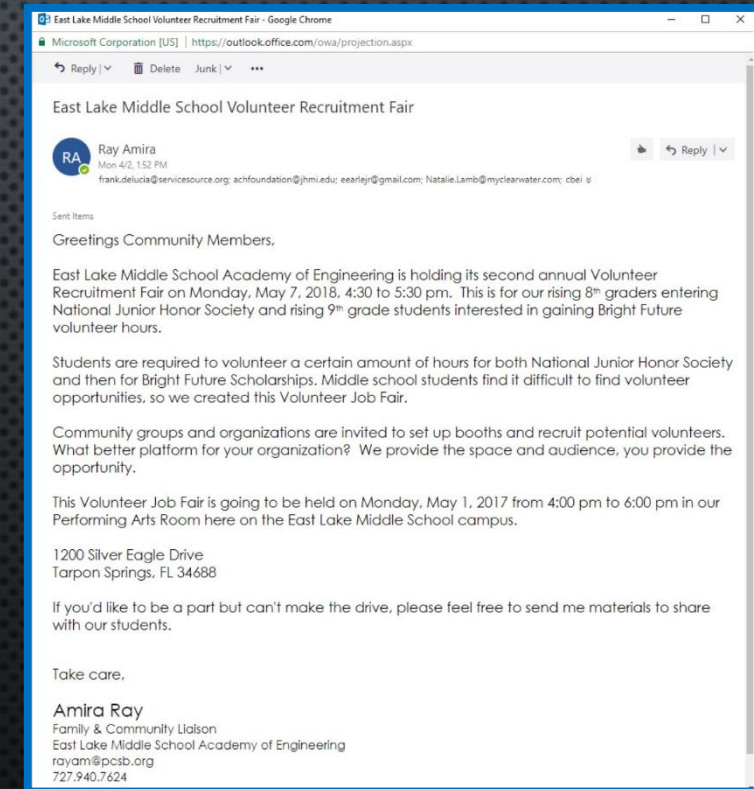 East Lake Middle School Volunteer Recruitment Fair - Google Chrome
Microsoft Corporation [US] | https://outlook.office.com/owa/projection.aspx
Reply | Delete Junk | •••
East Lake Middle School Volunteer Recruitment Fair
RA
Ray Amira
Reply |
Mon 4/2, 1:52 PM
frank.delucia@servicesource.org; achfoundation@jhmi.edu; eearlejr@gmail.com; Natalie.Lamb@myclearwater.com; cbei
Sent Items
Greetings Community Members,
East Lake Middle School Academy of Engineering is holding its second annual Volunteer
Recruitment Fair on Monday, May 7, 2018, 4:30 to 5:30 pm. This is for our rising 8th graders entering
National Junior Honor Society and rising 9th grade students interested in gaining Bright Future
volunteer hours.
Students are required to volunteer a certain amount of hours for both National Junior Honor Society
and then for Bright Future Scholarships. Middle school students find it difficult to find volunteer
opportunities, so we created this Volunteer Job Fair.
Community groups and organizations are invited to set up booths and recruit potential volunteers.
What better platform for your organization? We provide the space and audience, you provide the
opportunity.
This Volunteer Job Fair is going to be held on Monday, May 1, 2017 from 4:00 pm to 6:00 pm in our
Performing Arts Room here on the East Lake Middle School campus.
1200 Silver Eagle Drive
Tarpon Springs, FL 34688
If you'd like to be a part but can't make the drive, please feel free to send me materials to share
with our students.
Take care,
Amira Ray
Family & Community Liaison
East Lake Middle School Academy of Engineering
rayam@pcsb.org
727.940.7624